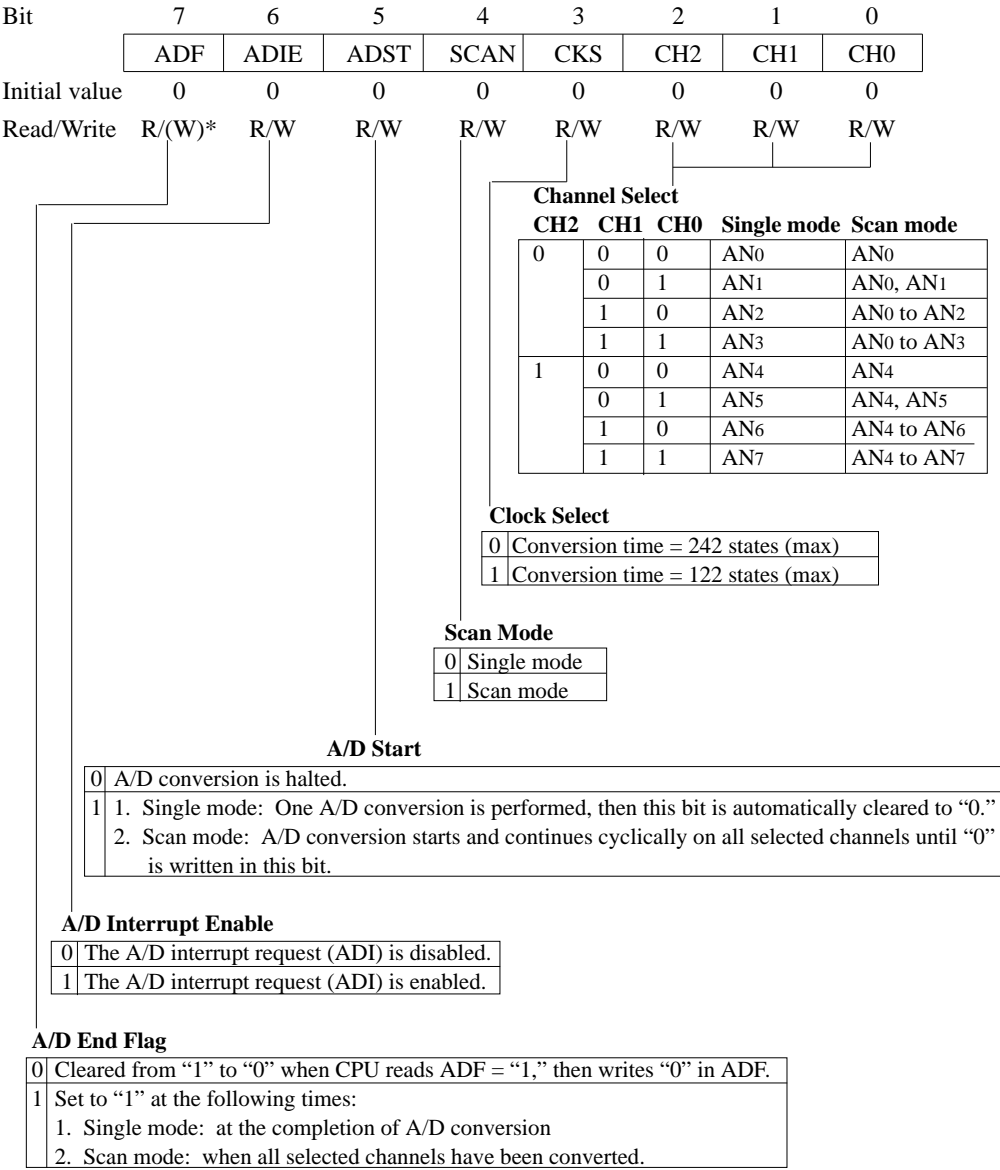 Bit 7 6 5 4 3 2 1 0
ADF ADIE ADST SCAN CKS CH2 CH1 CH0
Initial value 0 0 0 0 0 0 0 0
Read/Write R/(W)* R/W R/W R/W R/W R/W R/W R/W
Channel Select
CH2 CH1 CH0 Single mode Scan mode
0 0 0 AN0 AN0
0 1 AN1 AN0, AN1
1 0 AN2 AN0 to AN2
1 1 AN3 AN0 to AN3
1 0 0 AN4 AN4
0 1 AN5 AN4, AN5
1 0 AN6 AN4 to AN6
1 1 AN7 AN4 to AN7
Clock Select
0 Conversion time = 242 states (max)
1 Conversion time = 122 states (max)
Scan Mode
0 Single mode
1 Scan mode
A/D Start
0 A/D conversion is halted.
1 1. Single mode: One A/D conversion is performed, then this bit is automatically cleared to “0.”
2. Scan mode: A/D conversion starts and continues cyclically on all selected channels until “0”
is written in this bit.
A/D Interrupt Enable
0 The A/D interrupt request (ADI) is disabled.
1 The A/D interrupt request (ADI) is enabled.
A/D End Flag
0 Cleared from “1” to “0” when CPU reads ADF = “1,” then writes “0” in ADF.
1 Set to “1” at the following times:
1. Single mode: at the completion of A/D conversion
2. Scan mode: when all selected channels have been converted.